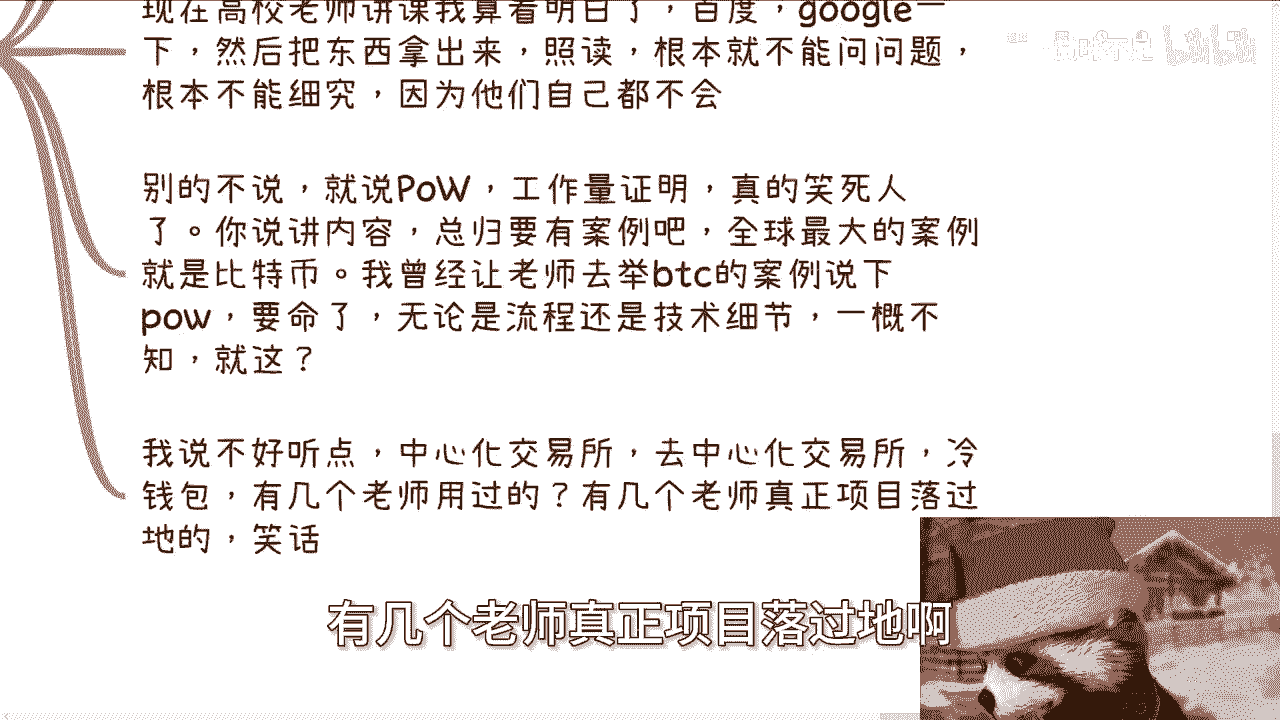 现在高校老师讲课我算看明白了，百度，google一
下，然后把东西拿出来，照读，根本就不能问问题，
根本不能细究，因为他们自己都不会
别的不说，就说PoW，工作量证明，真的笑死人
了。你说讲内容，总归要有案例吧，全球最大的案例
就是比特币。我曾经让老师去举btc的案例说下
pow，要命了，无论是流程还是技术细节，一概不
知，就这？
我说不好听点，中心化交易所，去中心化交易所，冷
钱包，有几个老师用过的？有几个老师真正项目落过
地的，笑话
有几个老师真正项目落过地啊